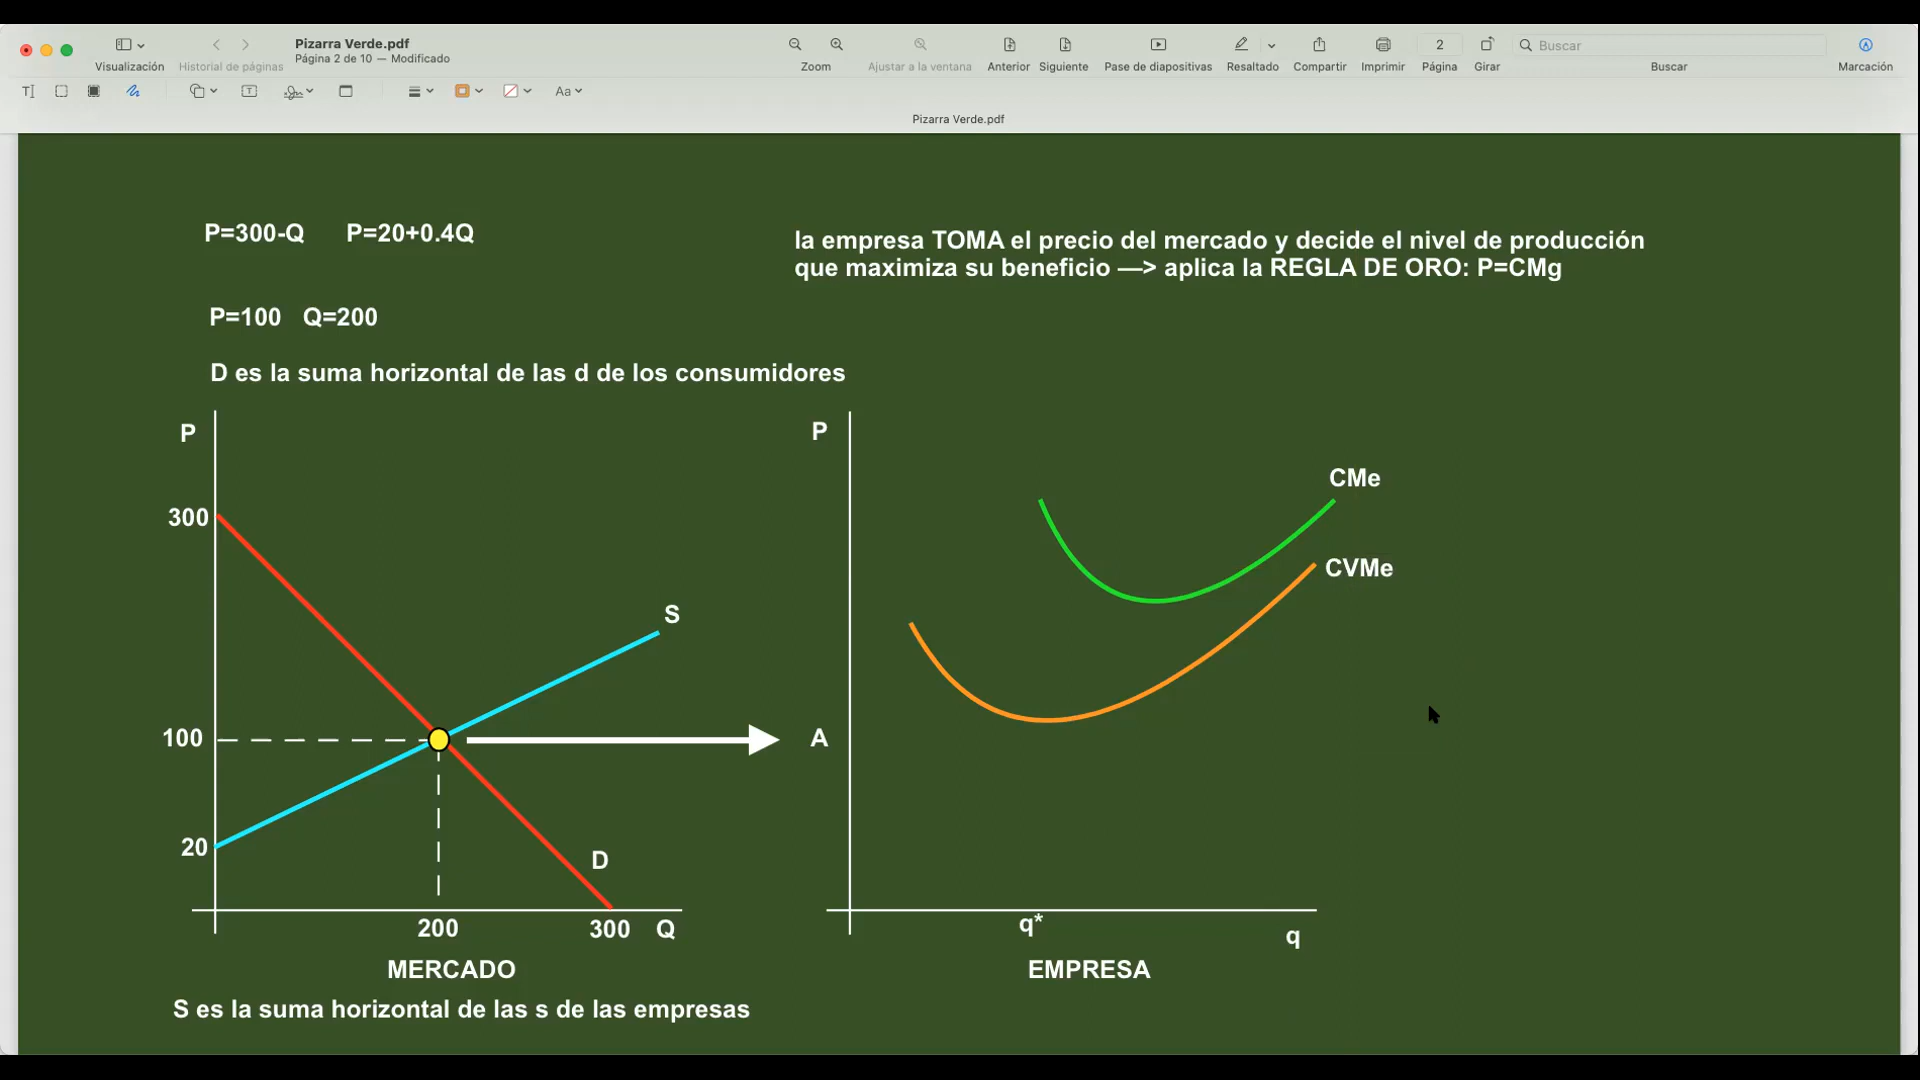 Pizarra Verde.pdf
Página 2 de 10 — Modificado
Visualización
Historial de páginas
Zoom
Ajustar a la ventana
Anterior
Siguiente
Pase de diapositivas
Resaltado
Compartir
Imprimir
2
Página
Girar
Buscar
Buscar
Marcación
Aa
Pizarra Verde.pdf
P=300-Q P=20+0.4Q
la empresa TOMA el precio del mercado y decide el nivel de producción
que maximiza su beneficio —> aplica la REGLA DE ORO: P=CMg
P=100 Q=200
D es la suma horizontal de las d de los consumidores
P
300
S
100
20
D
200
300
Q
MERCADO
S es la suma horizontal de las s de las empresas
P
CMe
CVMe
A
q*
q
EMPRESA